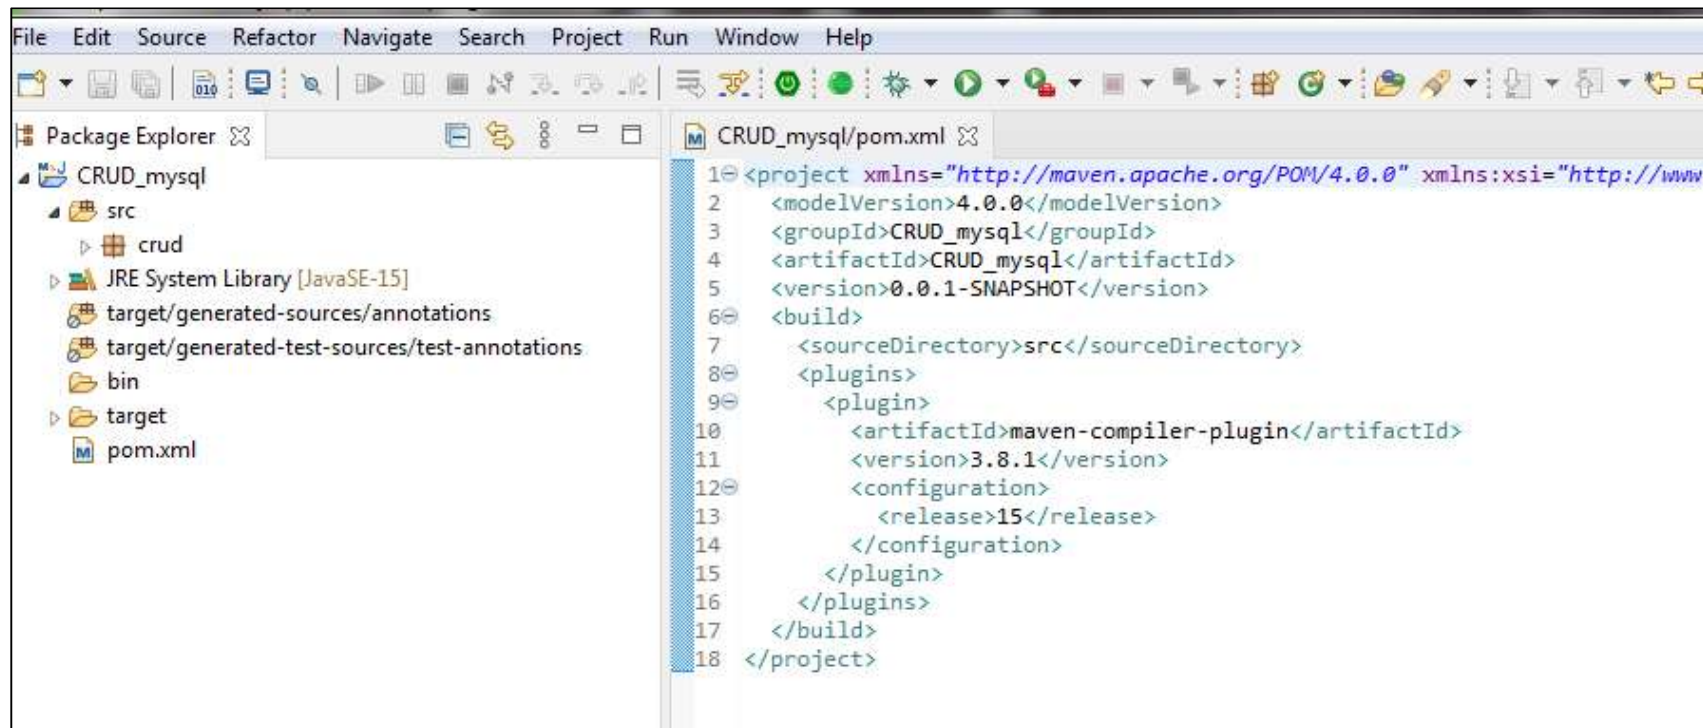 File Edit Source Refactor Navigate Search Project Run Window Help
Package Explorer
CRUD_mysql
src
crud
JRE System Library [JavaSE-15]
target/generated-sources/annotations
target/generated-test-sources/test-annotations
bin
target
pom.xml
CRUD_mysql/pom.xml
1 <project xmlns="http://maven.apache.org/POM/4.0.0" xmlns:xsi="http://www
2 <modelVersion>4.0.0</modelVersion>
3 <groupId>CRUD_mysql</groupId>
4 <artifactId>CRUD_mysql</artifactId>
5 <version>0.0.1-SNAPSHOT</version>
6 <build>
7 <sourceDirectory>src</sourceDirectory>
8 <plugins>
9 <plugin>
10 <artifactId>maven-compiler-plugin</artifactId>
11 <version>3.8.1</version>
12 <configuration>
13 <release>15</release>
14 </configuration>
15 </plugin>
16 </plugins>
17 </build>
18 </project>